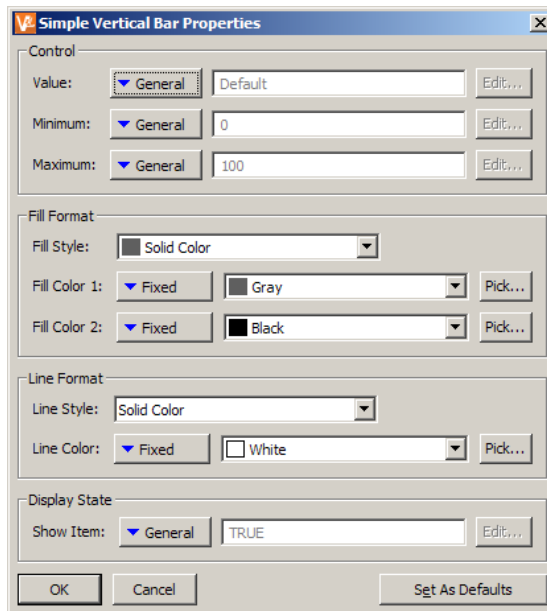 Simple Vertical Bar Properties
Control
Value: General Default Edit...
Minimum: General 0 Edit...
Maximum: General 100 Edit...
Fill Format
Fill Style: Solid Color
Fill Color 1: Fixed Gray Pick...
Fill Color 2: Fixed Black Pick...
Line Format
Line Style: Solid Color
Line Color: Fixed White Pick...
Display State
Show Item: General TRUE Edit...
OK Cancel Set As Defaults